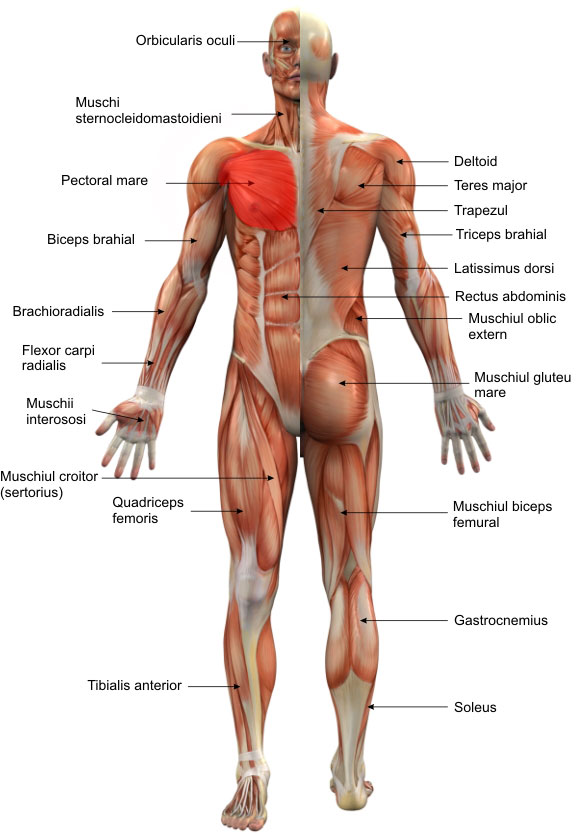 Orbicularis oculi
Muschi
sternocleidomastoidieni
Pectoral mare
Biceps brahial
Brachioradialis
Flexor carpi
radialis
Muschii
interososi
Muschiul croitor
(sertorius)
Quadriceps
femoris
Tibialis anterior
Deltoid
Teres major
Trapezul
Triceps brahial
Latissimus dorsi
Rectus abdominis
Muschiul oblic
extern
Muschiul gluteu
mare
Muschiul biceps
femural
Gastrocnemius
Soleus